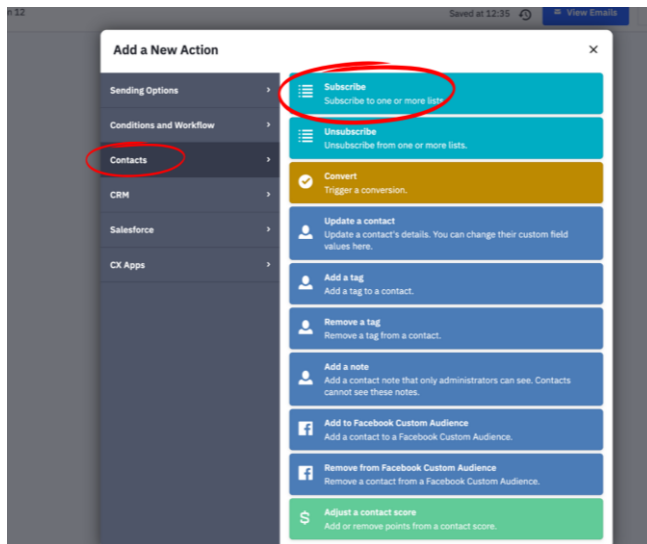 n 12
Saved at 12:35
View Emails
Add a New Action
Sending Options
Conditions and Workflow
Contacts
CRM
Salesforce
CX Apps
Subscribe
Subscribe to one or more lists.
Unsubscribe
Unsubscribe from one or more lists.
Convert
Trigger a conversion.
Update a contact
Update a contact's details. You can change their custom field
values here.
Add a tag
Add a tag to a contact.
Remove a tag
Remove a tag from a contact.
Add a note
Add a contact note that only administrators can see. Contacts
cannot see these notes.
Add to Facebook Custom Audience
Add a contact to a Facebook Custom Audience.
Remove from Facebook Custom Audience
Remove a contact from a Facebook Custom Audience.
Adjust a contact score
Add or remove points from a contact score.